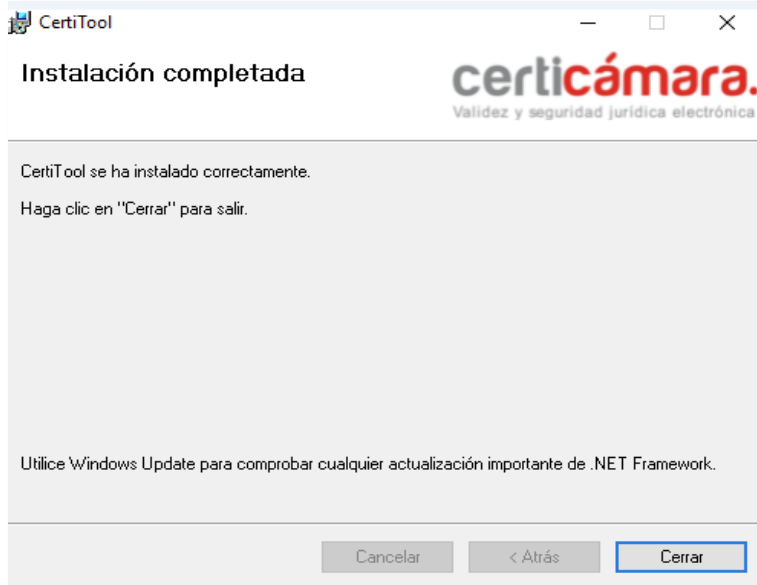 CertiTool
Instalación completada
certicámara.
Validez y seguridad jurídica electrónica
CertiTool se ha instalado correctamente.
Haga clic en "Cerrar" para salir.
Utilice Windows Update para comprobar cualquier actualización importante de .NET Framework.
Cancelar
< Atrás
Cerrar